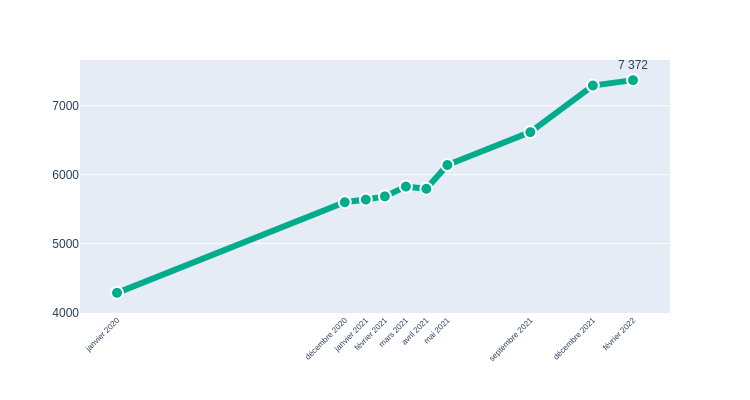 7 372
7000
6000
5000
4000
janvier 2020
décembre 2020
janvier 2021
février 2021
mars 2021
avril 2021
mai 2021
septembre 2021
décembre 2021
février 2022